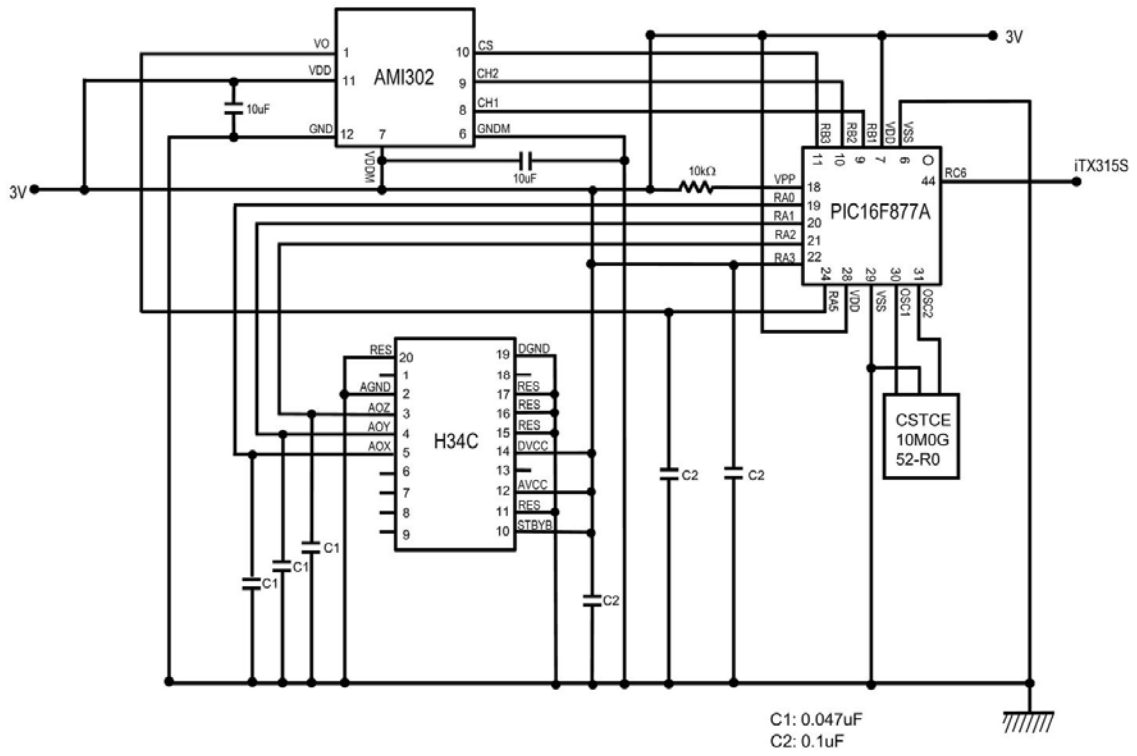 VO
1
10
CS
VDD
11
AMI302
9
CH2
10uF
8
CH1
GND
12
7
6
GNDM
VDDM
10uF
3V
3V
RB3
RB2
RB1
VDD
VSS
11
10
9
7
6
10kΩ
VPP
18
RA0
19
RA1
20
RA2
21
RA3
22
PIC16F877A
44
RC6
iTX315S
24
28
29
30
31
RA5
VDD
VSS
OSC1
OSC2
CSTCE
10M0G
52-R0
H34C
RES
20
1
AGND
2
AOZ
3
AOY
4
AOX
5
6
7
8
9
19
DGND
18
17
RES
16
RES
15
RES
14
DVCC
13
12
AVCC
11
RES
10
STBYB
C1
C1
C1
C2
C2
C2
C1: 0.047uF
C2: 0.1uF